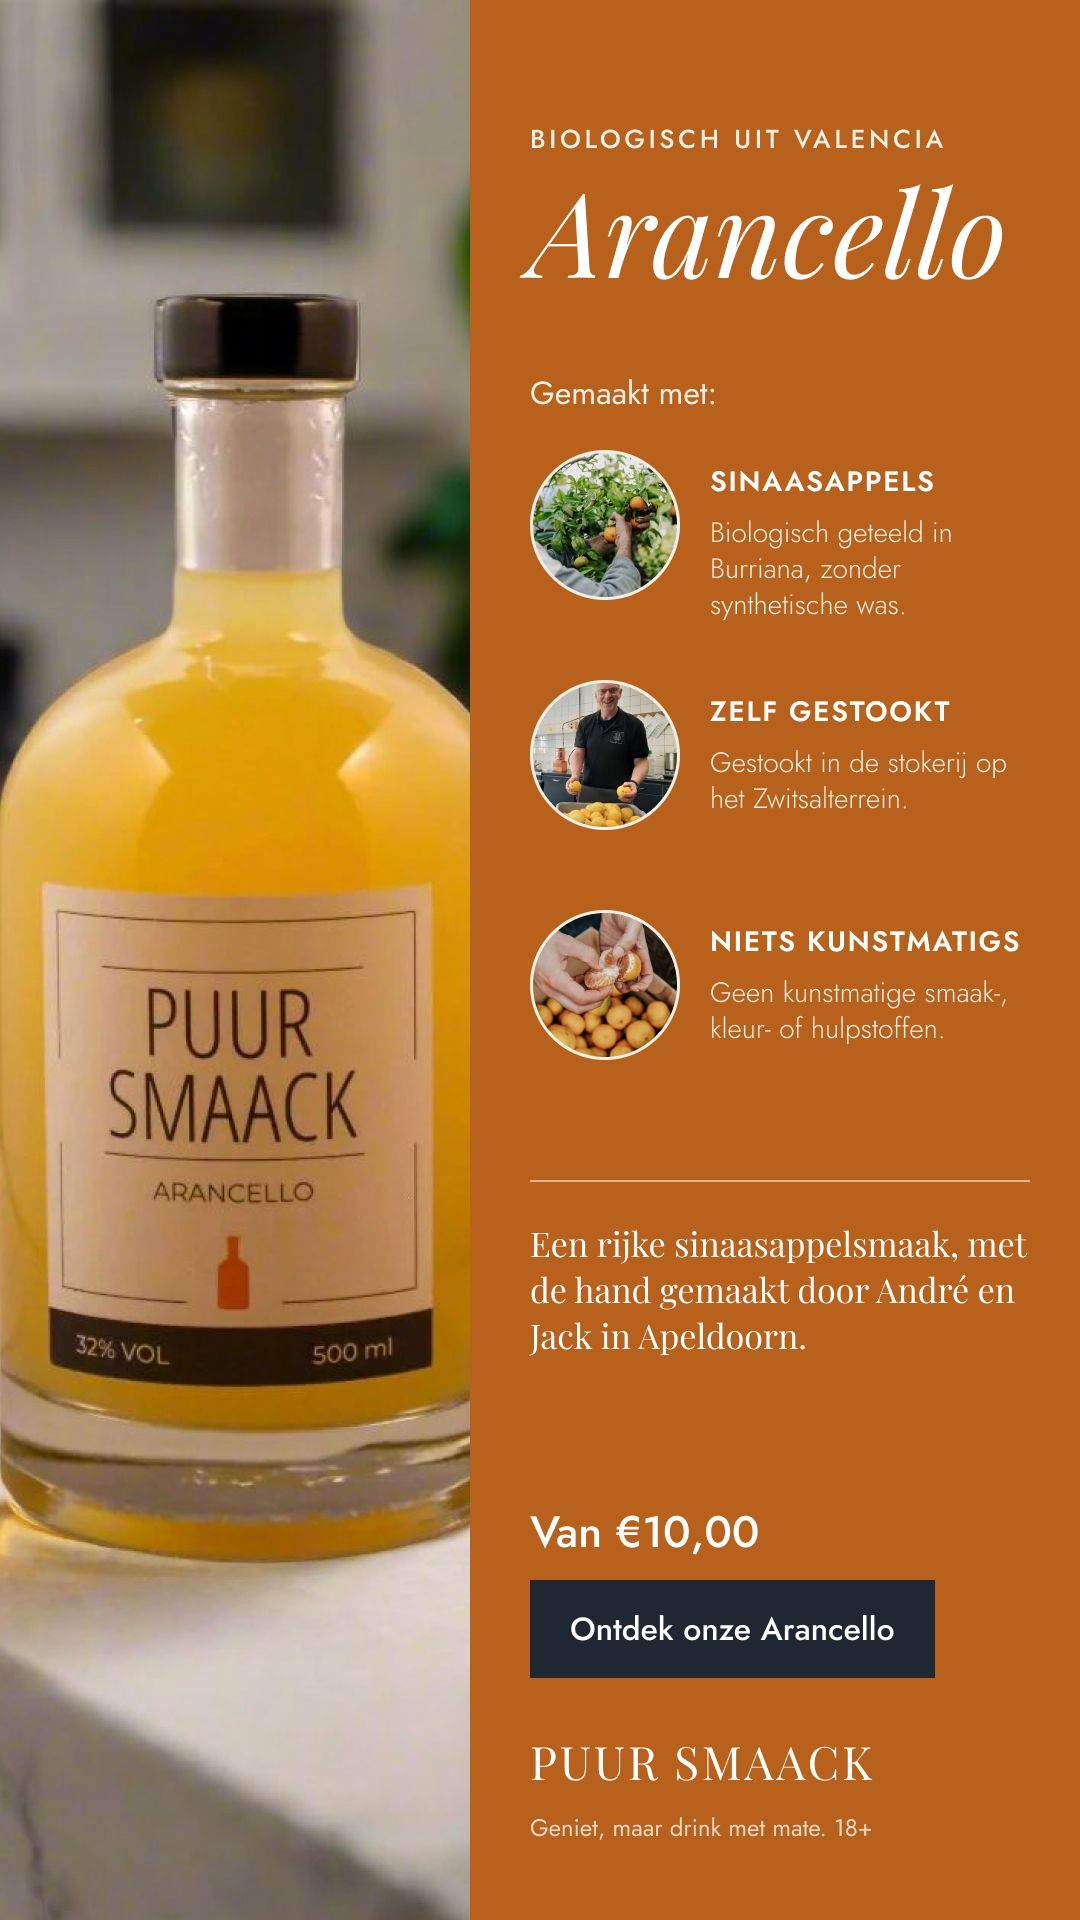 BIOLOGISCH UIT VALENCIA
Arancello
Gemaakt met:
SINAASAPPELS
Biologisch geteeld in
Burriana, zonder
synthetische was.
ZELF GESTOOKT
Gestookt in de stokerij op
het Zwitsalterrein.
NIETS KUNSTMATIGS
Geen kunstmatige smaak-,
kleur- of hulpstoffen.
Een rijke sinaasappelsmaak, met
de hand gemaakt door André en
Jack in Apeldoorn.
Van €10,00
Ontdek onze Arancello
PUUR SMAACK
Geniet, maar drink met mate. 18+
PUUR
SMAACK
ARANCELLO
32% VOL 500 ml